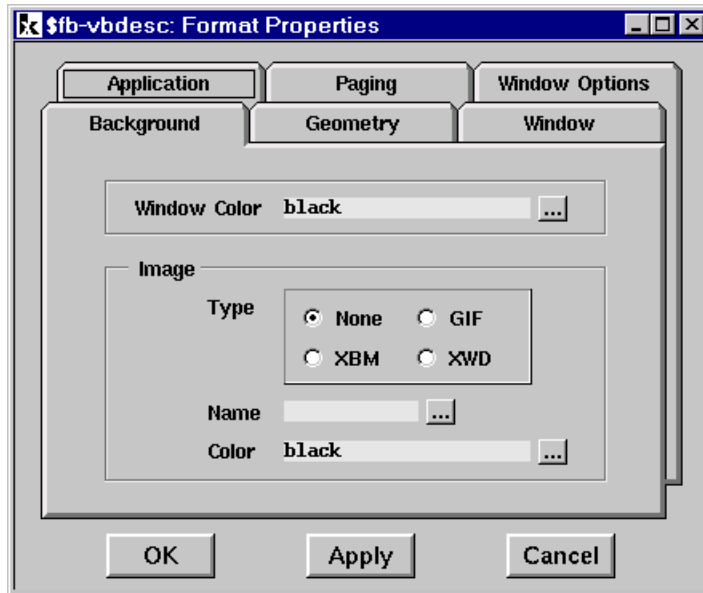 $fb-vbdesc: Format Properties
Application Paging Window Options
Background Geometry Window
Window Color black ...
Image
Type
None GIF
XBM XWD
Name ...
Color black ...
OK Apply Cancel